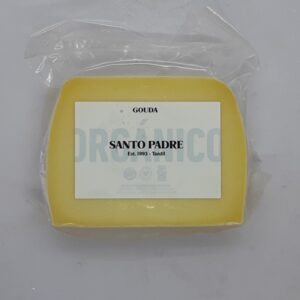 GOUDA
ORGÁNICO
SANTO PADRE
Est. 1993 - Tandil